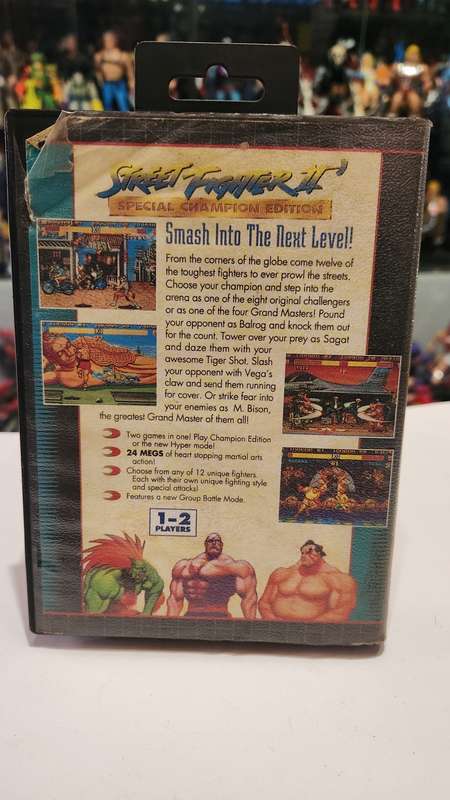 STREET FIGHTER II'
SPECIAL CHAMPION EDITION
Smash Into The Next Level!
From the corners of the globe come twelve of
the toughest fighters to ever prowl the streets.
Choose your champion and step into the
arena as one of the eight original challengers
or as one of the four Grand Masters! Pound
your opponent as Balrog and knock them out
for the count. Tower over your prey as Sagat
and daze them with your
awesome Tiger Shot. Slash
your opponent with Vega's
claw and send them running
for cover. Or strike fear into
your enemies as M. Bison,
the greatest Grand Master of them all!
Two games in one! Play Champion Edition
or the new Hyper mode!
24 MEGS of heart stopping martial arts
action!
Choose from any of 12 unique fighters.
Each with their own unique fighting style
and special attacks!
Features a new Group Battle Mode.
1-2
PLAYERS